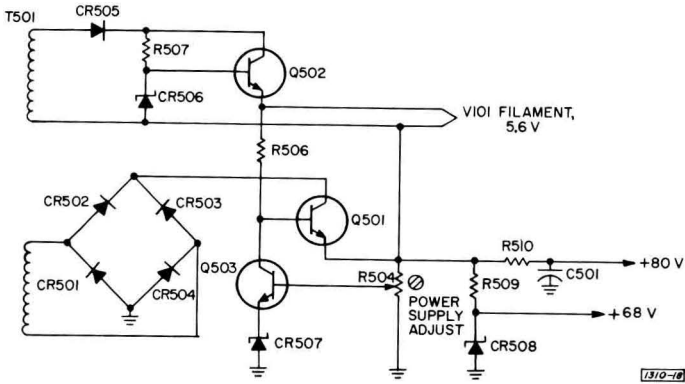 T501
CR505
R507
Q502
CR506
V101 FILAMENT,
5.6 V
R506
CR502
CR503
Q501
R510
+80 V
Q503
R504
C501
CR501
CR504
R509
POWER
SUPPLY
ADJUST
+68 V
CR507
CR508
1310-18